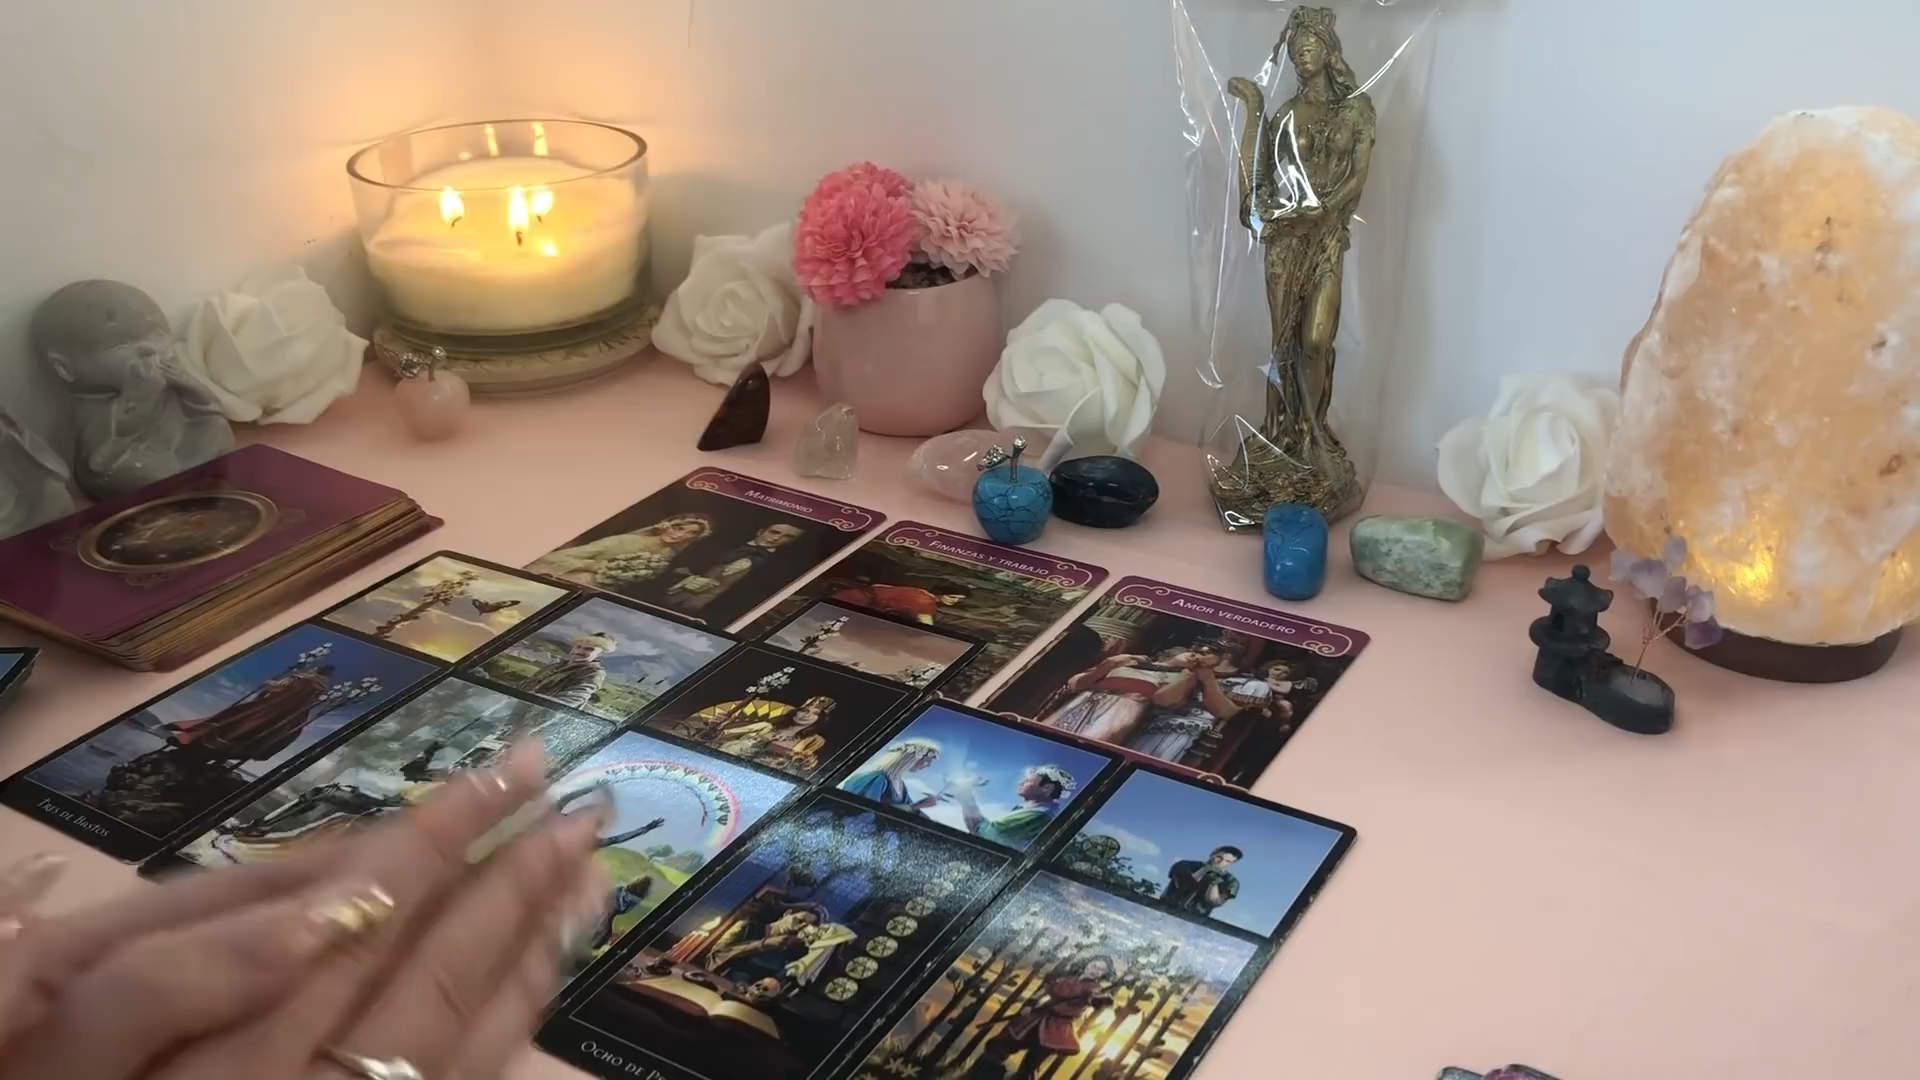 MATRIMONIO
FINANZAS Y TRABAJO
AMOR VERDADERO
TRES DE BASTOS
OCHO DE